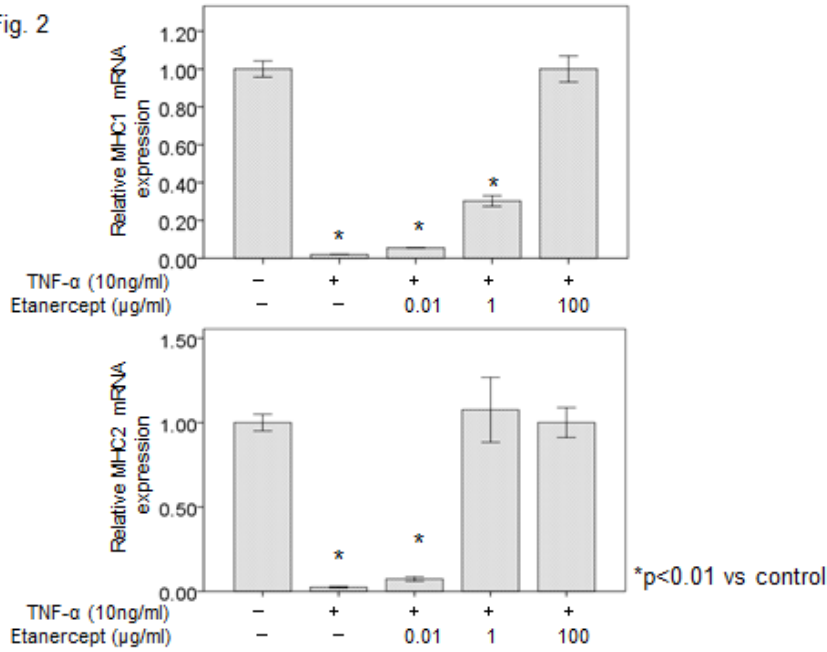 Fig. 2
Relative MHC1 mRNA
expression
1.20
1.00
0.80
0.60
0.40
0.20
0.00
*
*
*
TNF-α (10ng/ml) – + + + +
Etanercept (μg/ml) – – 0.01 1 100
Relative MHC2 mRNA
expression
1.50
1.00
0.50
0.00
*
*
*p<0.01 vs control
TNF-α (10ng/ml) – + + + +
Etanercept (μg/ml) – – 0.01 1 100